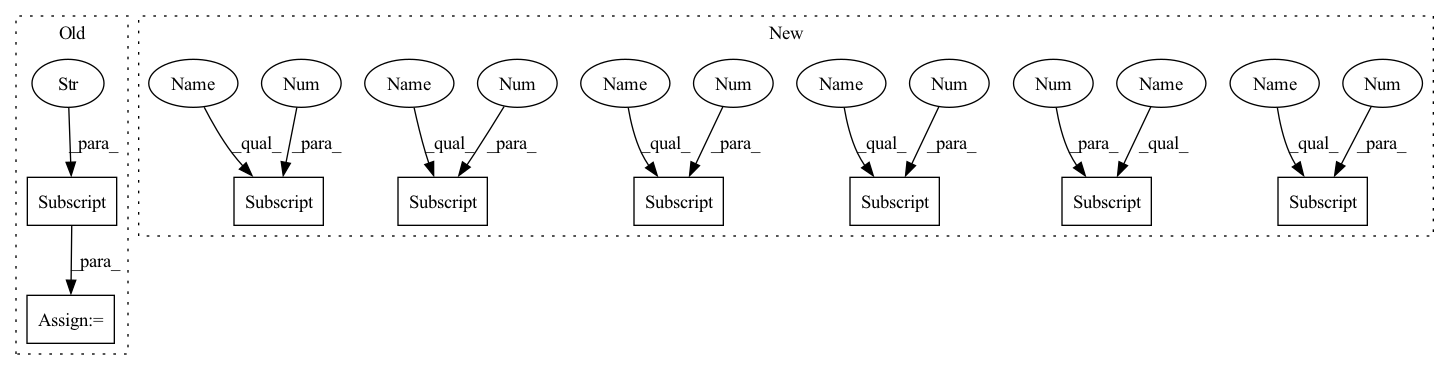 Old
New
Str
Name
Num
Name
Num
Name
Num
Name
Num
Num
Name
Name
Num
_para_
_qual_
_para_
_qual_
_para_
_qual_
_para_
_qual_
_para_
_para_
_qual_
_qual_
_para_
Subscript
Subscript
Subscript
Subscript
Subscript
Subscript
Subscript
_para_
Assign:=